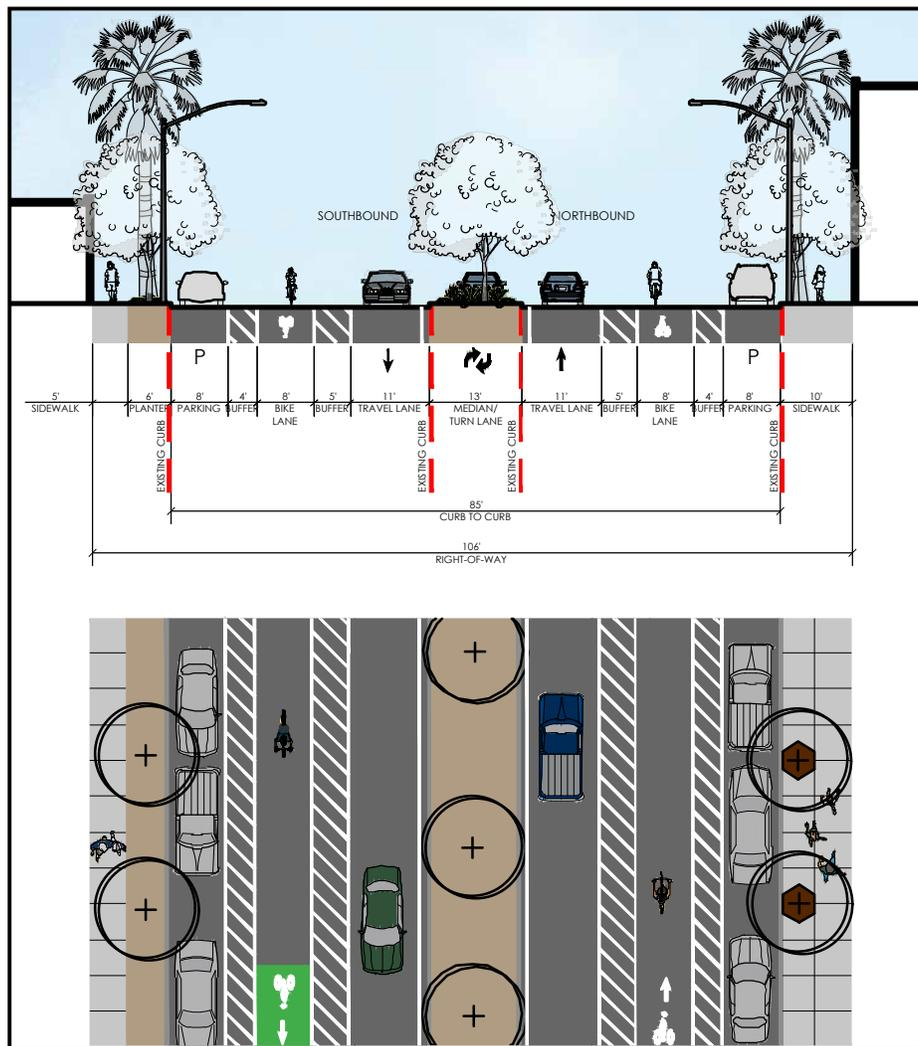 SOUTHBOUND
NORTHBOUND
P
P
5'
6'
8'
4'
8'
5'
11'
13'
11'
5'
8'
4'
8'
10'
SIDEWALK
PLANTER
PARKING
BUFFER
BIKE
LANE
BUFFER
TRAVEL LANE
MEDIAN/
TURN LANE
TRAVEL LANE
BUFFER
BIKE
LANE
BUFFER
PARKING
SIDEWALK
EXISTING CURB
EXISTING CURB
EXISTING CURB
EXISTING CURB
85'
CURB TO CURB
106'
RIGHT-OF-WAY